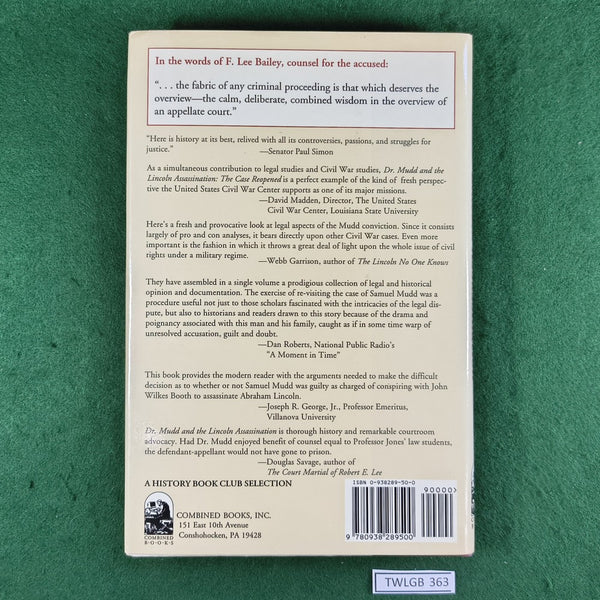 In the words of F. Lee Bailey, counsel for the accused:
“. . . the fabric of any criminal proceeding is that which deserves the
overview—the calm, deliberate, combined wisdom in the overview of
an appellate court.”
"Here is history at its best, relived with all its controversies, passions, and struggles for
justice."
—Senator Paul Simon
As a simultaneous contribution to legal studies and Civil War studies, Dr. Mudd and the
Lincoln Assassination: The Case Reopened is a perfect example of the kind of fresh perspec-
tive the United States Civil War Center supports as one of its major missions.
—David Madden, Director, The United States
Civil War Center, Louisiana State University
Here's a fresh and provocative look at legal aspects of the Mudd conviction. Since it consists
largely of pro and con analyses, it bears directly upon other Civil War cases. Even more
important is the fashion in which it throws a great deal of light upon the whole issue of civil
rights under a military regime.
—Webb Garrison, author of The Lincoln No One Knows
They have assembled in a single volume a prodigious collection of legal and historical
opinion and documentation. The exercise of re-visiting the case of Samuel Mudd was a
procedure useful not just to those scholars fascinated with the intricacies of the legal dis-
pute, but also to historians and readers drawn to this story because of the drama and
poignancy associated with this man and his family, caught as if in some time warp of
unresolved accusation, guilt and doubt.
—Dan Roberts, National Public Radio's
"A Moment in Time"
This book provides the modern reader with the arguments needed to make the difficult
decision as to whether or not Samuel Mudd was guilty as charged of conspiring with John
Wilkes Booth to assassinate Abraham Lincoln.
—Joseph R. George, Jr., Professor Emeritus,
Villanova University
Dr. Mudd and the Lincoln Assassination is thorough history and remarkable courtroom
advocacy. Had Dr. Mudd enjoyed benefit of counsel equal to Professor Jones' law students,
the defendant-appellant would not have gone to prison.
—Douglas Savage, author of
The Court Martial of Robert E. Lee
A HISTORY BOOK CLUB SELECTION
ISBN 0-938289-50-0
90000>
COMBINED BOOKS, INC.
151 East 10th Avenue
Conshohocken, PA 19428
COMBINED
B·O·O·K·S
9 780938 289500
TWLGB 363